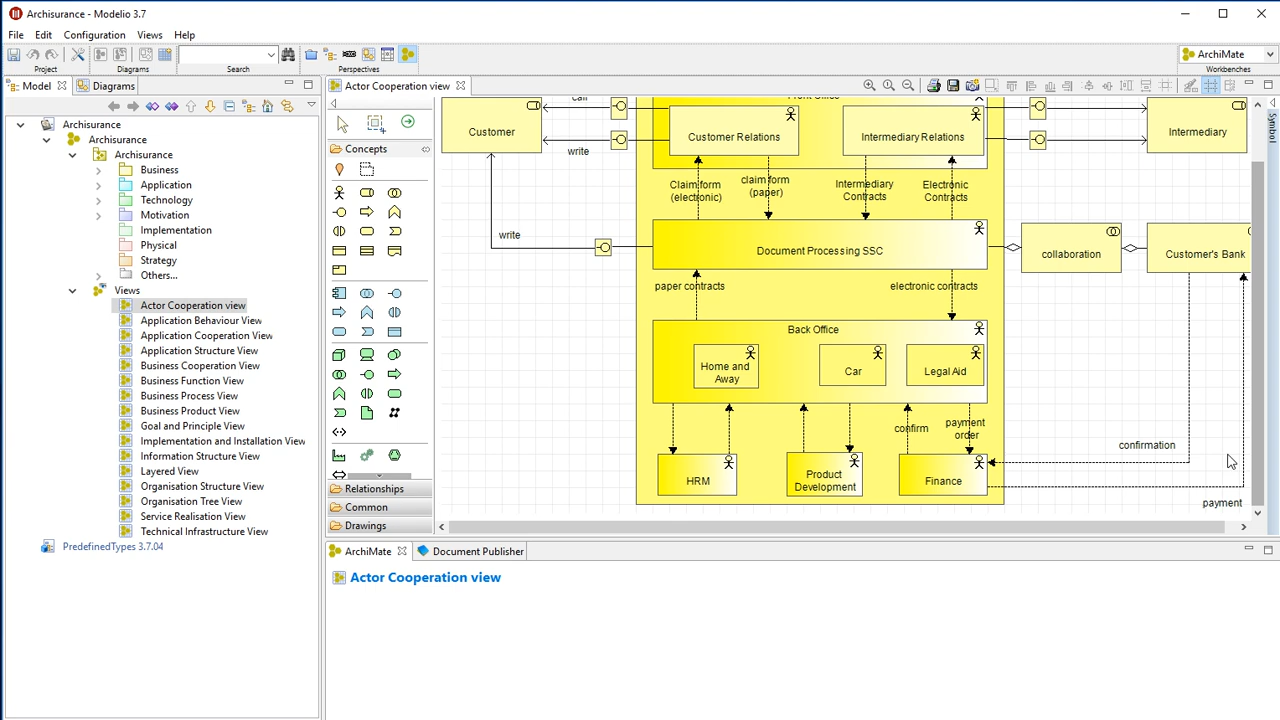 Archisurance - Modelio 3.7
File Edit Configuration Views Help
ArchiMate
Project Diagrams Search Perspectives Workbenches
Model Diagrams
Archisurance
Archisurance
Archisurance
Business
Application
Technology
Motivation
Implementation
Physical
Strategy
Others...
Views
Actor Cooperation view
Application Behaviour View
Application Cooperation View
Application Structure View
Business Cooperation View
Business Function View
Business Process View
Business Product View
Goal and Principle View
Implementation and Installation View
Information Structure View
Layered View
Organisation Structure View
Organisation Tree View
Service Realisation View
Technical Infrastructure View
PredefinedTypes 3.7.04
Actor Cooperation view
Concepts
Relationships
Common
Drawings
Symbol
Front Office
call
Customer
Customer Relations
Intermediary Relations
Intermediary
write
Claim form
(electronic)
claim form
(paper)
Intermediary
Contracts
Electronic
Contracts
write
Document Processing SSC
collaboration
Customer's Bank
paper contracts
electronic contracts
Back Office
Home and
Away
Car
Legal Aid
confirm
payment
order
confirmation
HRM
Product
Development
Finance
payment
ArchiMate Document Publisher
Actor Cooperation view